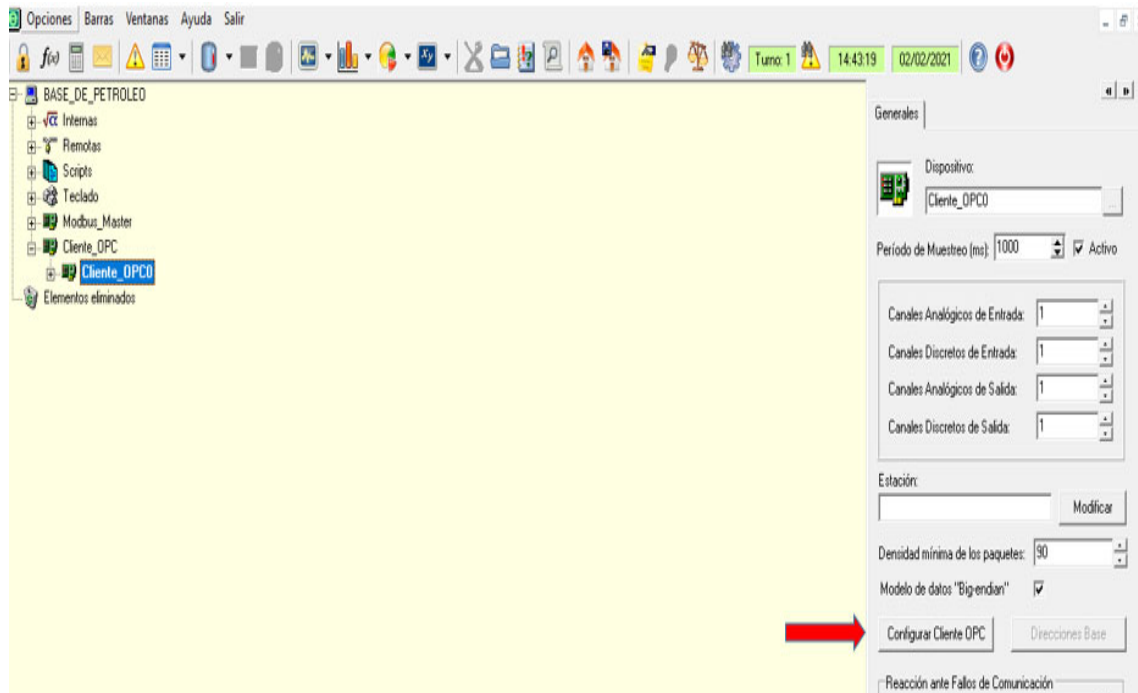 Opciones Barras Ventanas Ayuda Salir
f(x) Xy Turno: 1 14:43:19 02/02/2021
BASE_DE_PETROLEO
√α Internas
Remotas
Scripts
Teclado
Modbus_Master
Cliente_OPC
Cliente_OPC0
Elementos eliminados
Generales
Dispositivo:
Cliente_OPC0 ...
Período de Muestreo (ms): 1000 Activo
Canales Analógicos de Entrada: 1
Canales Discretos de Entrada: 1
Canales Analógicos de Salida: 1
Canales Discretos de Salida: 1
Estación:
Modificar
Densidad mínima de los paquetes: 90
Modelo de datos "Big-endian"
Configurar Cliente OPC Direcciones Base
Reacción ante Fallos de Comunicación